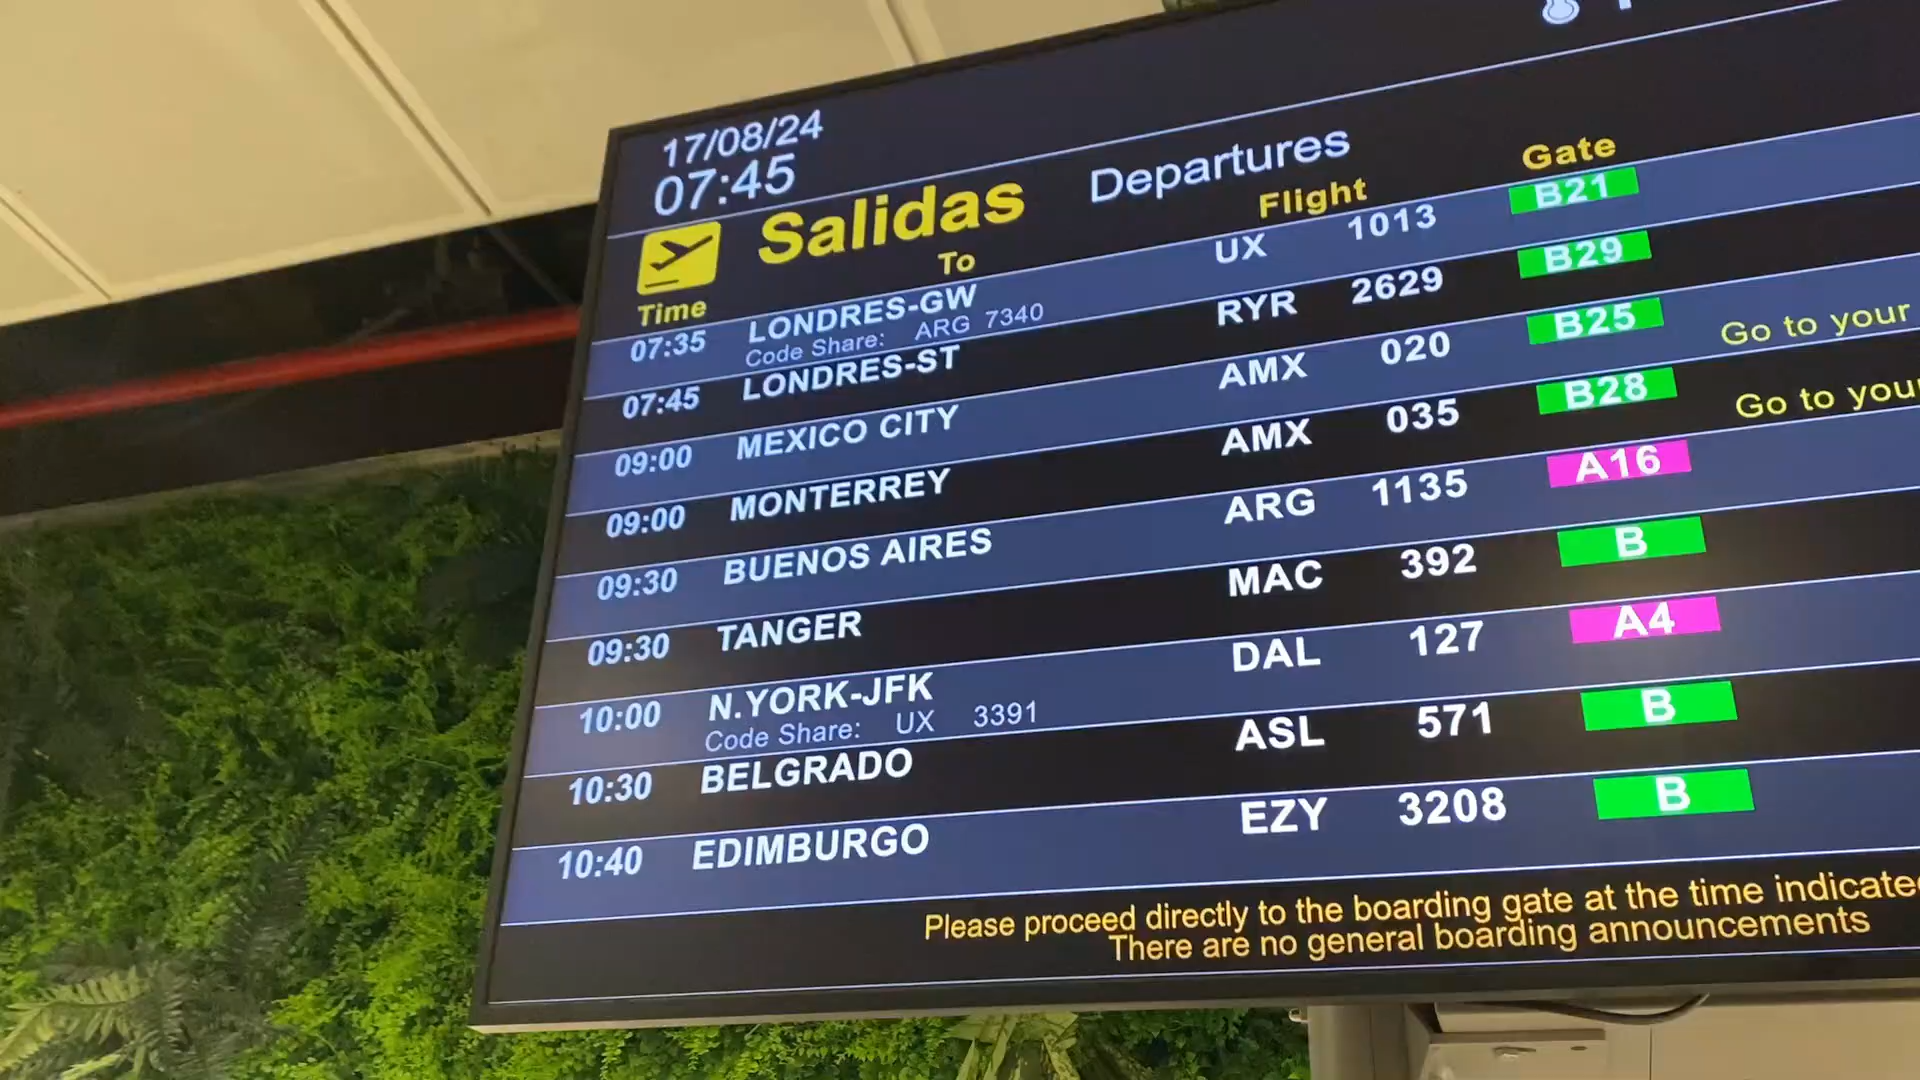 17/08/24
07:45
Salidas Departures
Time To Flight Gate
07:35 LONDRES-GW UX 1013 B21
Code Share: ARG 7340
07:45 LONDRES-ST RYR 2629 B29
09:00 MEXICO CITY AMX 020 B25 Go to your
09:00 MONTERREY AMX 035 B28 Go to
09:30 BUENOS AIRES ARG 1135 A16
09:30 TANGER MAC 392 B
10:00 N.YORK-JFK DAL 127 A4
Code Share: UX 3391
10:30 BELGRADO ASL 571 B
10:40 EDIMBURGO EZY 3208 B
Please proceed directly to the boarding gate at the time indicated
There are no general boarding announcements